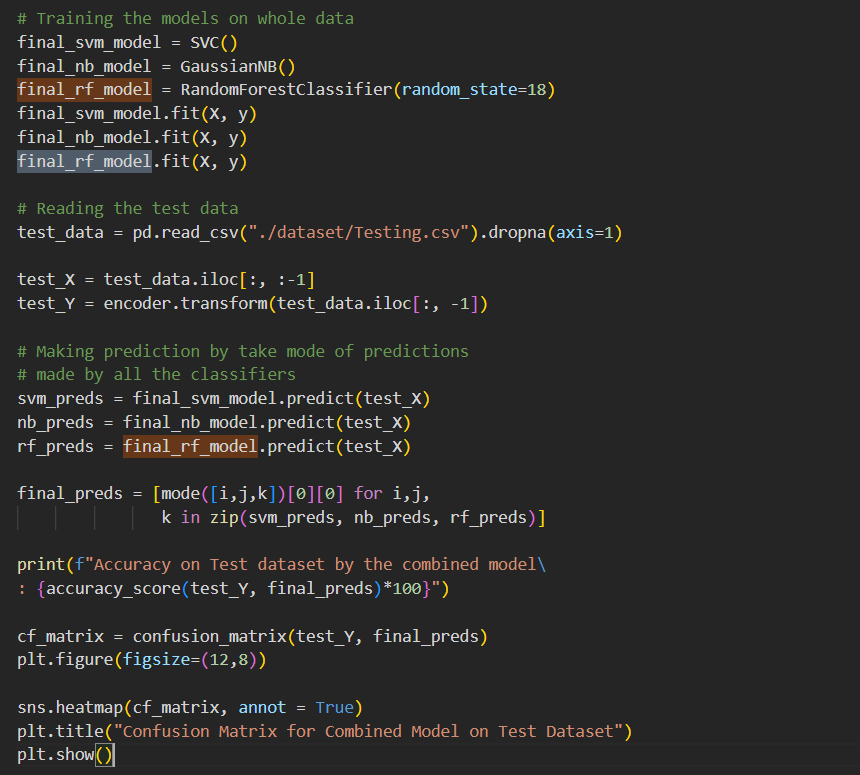 # Training the models on whole data
final_svm_model = SVC()
final_nb_model = GaussianNB()
final_rf_model = RandomForestClassifier(random_state=18)
final_svm_model.fit(X, y)
final_nb_model.fit(X, y)
final_rf_model.fit(X, y)

# Reading the test data
test_data = pd.read_csv("./dataset/Testing.csv").dropna(axis=1)

test_X = test_data.iloc[:, :-1]
test_Y = encoder.transform(test_data.iloc[:, -1])

# Making prediction by take mode of predictions
# made by all the classifiers
svm_preds = final_svm_model.predict(test_X)
nb_preds = final_nb_model.predict(test_X)
rf_preds = final_rf_model.predict(test_X)

final_preds = [mode([i,j,k])[0][0] for i,j,
               k in zip(svm_preds, nb_preds, rf_preds)]

print(f"Accuracy on Test dataset by the combined model\
: {accuracy_score(test_Y, final_preds)*100}")

cf_matrix = confusion_matrix(test_Y, final_preds)
plt.figure(figsize=(12,8))

sns.heatmap(cf_matrix, annot = True)
plt.title("Confusion Matrix for Combined Model on Test Dataset")
plt.show()